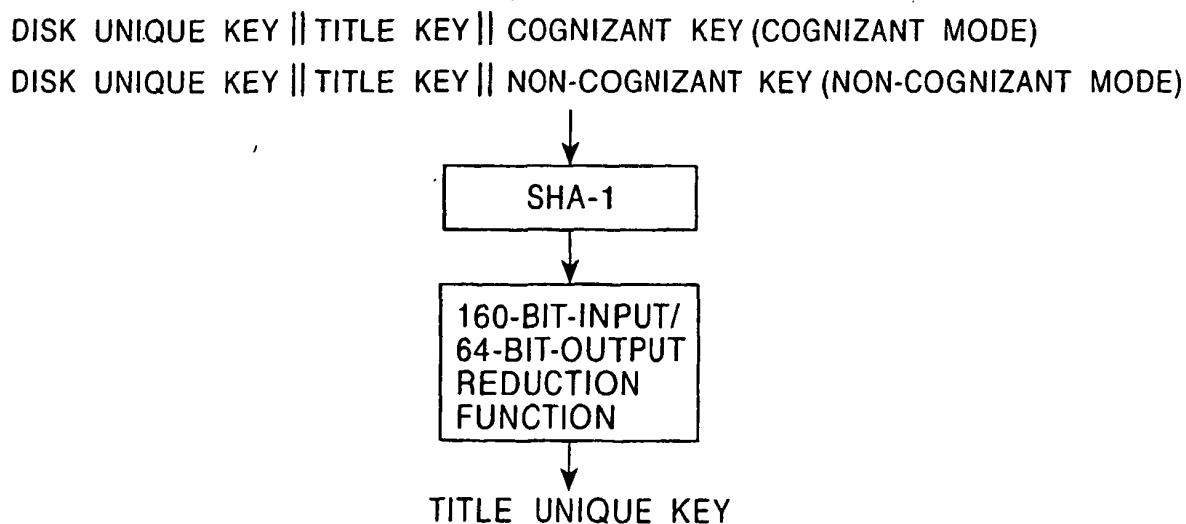 DISK UNIQUE KEY || TITLE KEY || COGNIZANT KEY (COGNIZANT MODE)
DISK UNIQUE KEY || TITLE KEY || NON-COGNIZANT KEY (NON-COGNIZANT MODE)
SHA-1
160-BIT-INPUT/
64-BIT-OUTPUT
REDUCTION
FUNCTION
TITLE UNIQUE KEY